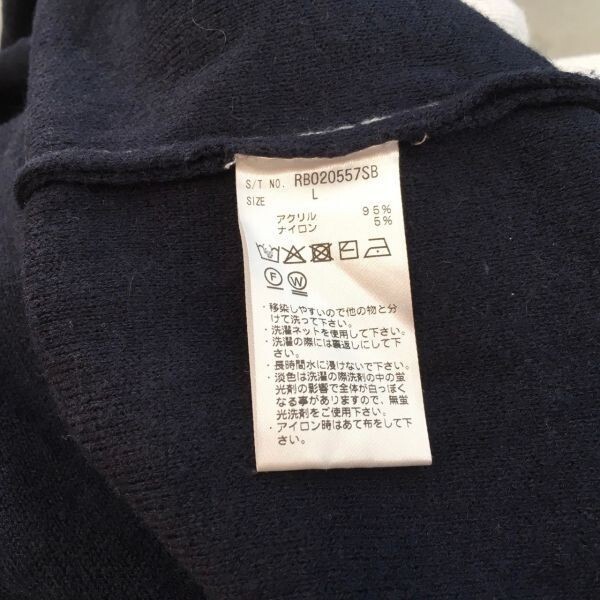 S/T NO. RB020557SB
SIZE L
アクリル 95%
ナイロン 5%
F W
・移染しやすいので他の物と分
けて洗って下さい。
・洗濯ネットを使用して下さい。
・洗濯の際には裏返しにして下
さい。
・長時間水に浸けないで下さい。
・淡色は洗濯の際洗剤の中の蛍
光剤の影響で全体が白っぽく
なる事がありますので、無蛍
光洗剤をご使用下さい。
・アイロン時はあて布をして下
さい。